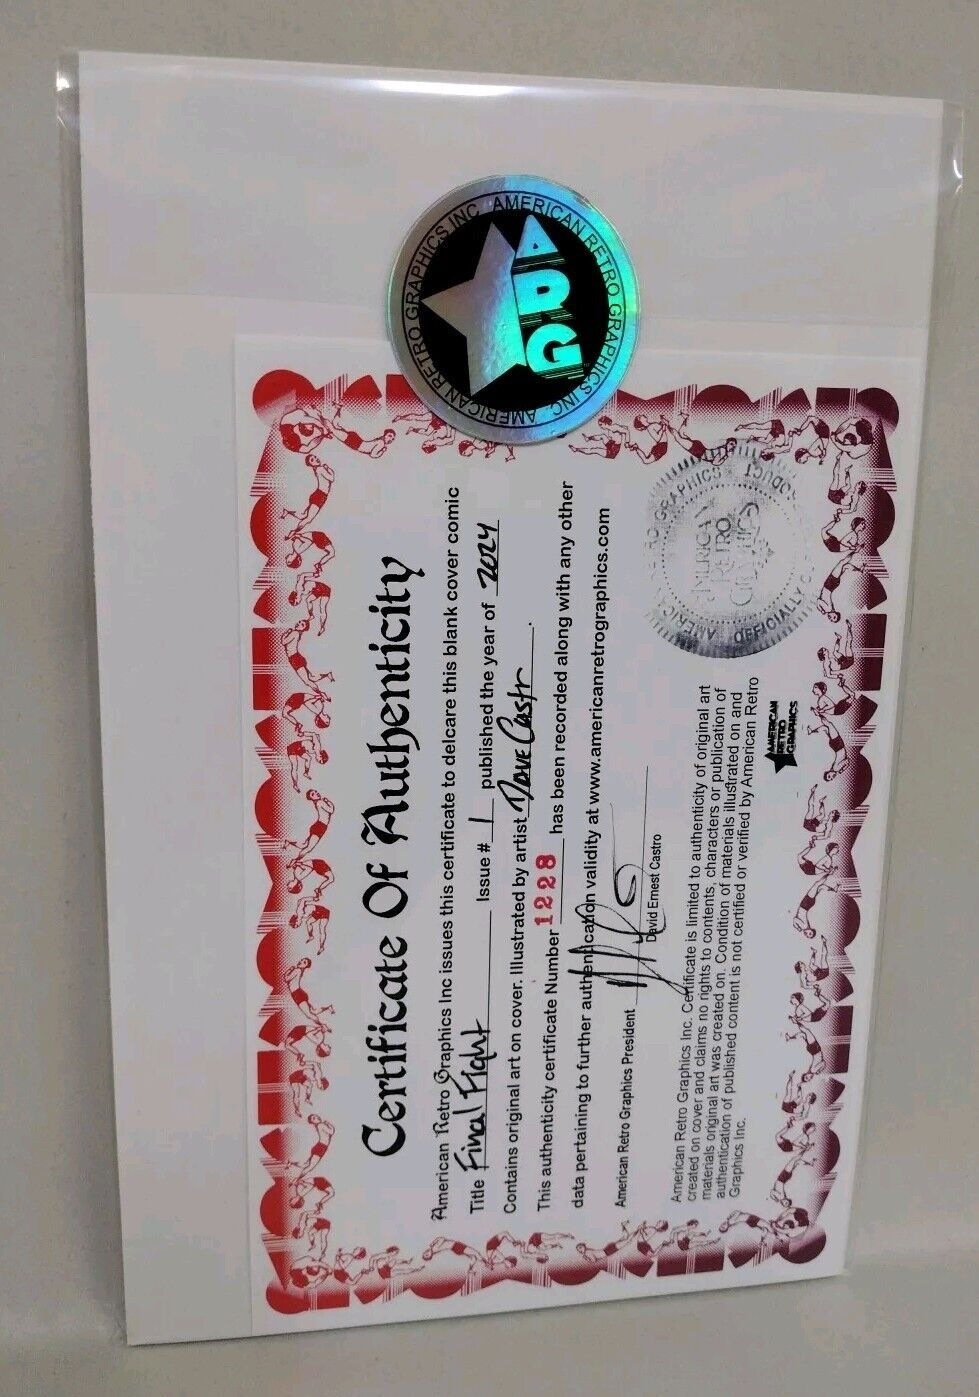 AMERICAN RETRO GRAPHICS INC. AMERICAN RETRO GRAPHICS INC.
ARG
Certificate Of Authenticity
American Retro Graphics Inc issues this certificate to delcare this blank cover comic
Title Final Fight Issue # 1 published the year of 2024
Contains original art on cover. Illustrated by artist Dave Castro.
This authenticity certificate Number 1228 has been recorded along with any other
data pertaining to further authentication validity at www.americanretrographics.com
American Retro Graphics President
David Ernest Castro
American Retro Graphics Inc. Certificate is limited to authenticity of original art
created on cover and claims no rights to contents, characters or publication of
materials original art was created on. Condition of materials illustrated on and
authentication of published content is not certified or verified by American Retro
Graphics Inc.
AMERICAN
RETRO
GRAPHICS
AMERICAN RETRO GRAPHICS
OFFICIALLY
PRODUCT
AMERICAN
RETRO
GRAPHICS